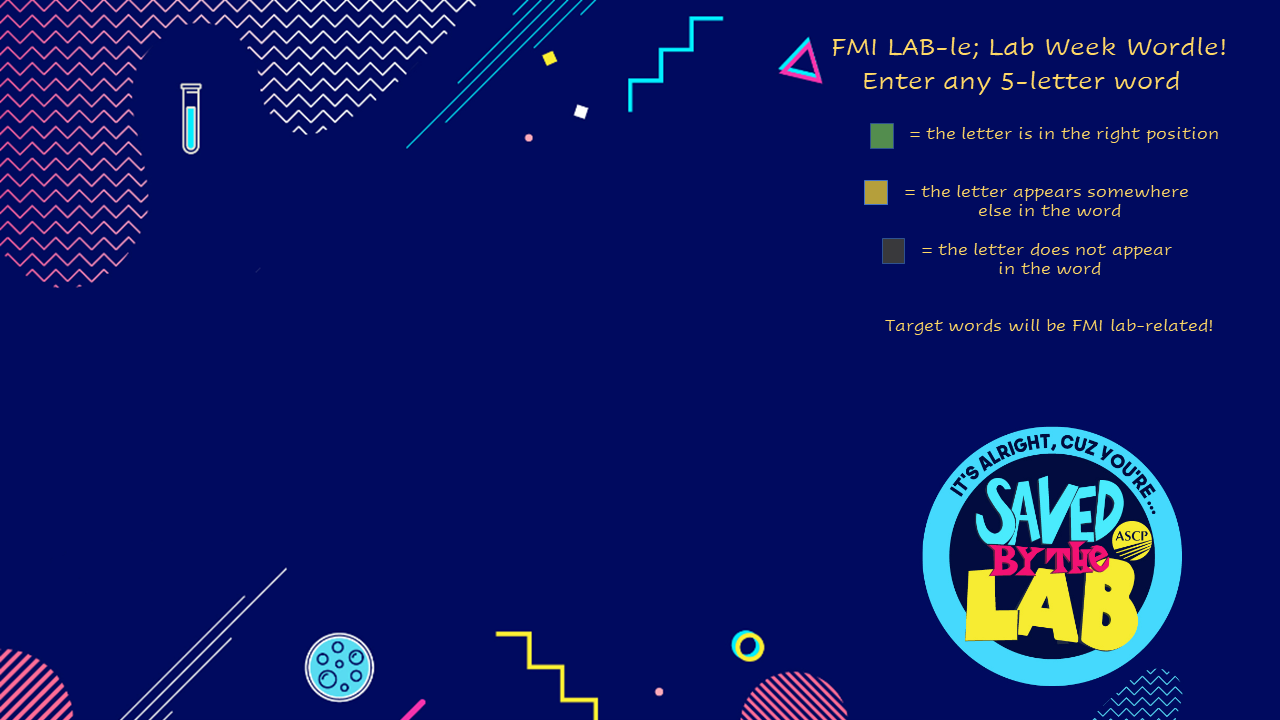 FMI LAB-le; Lab Week Wordle!
Enter any 5-letter word
= the letter is in the right position
= the letter appears somewhere
else in the word
= the letter does not appear
in the word
Target words will be FMI lab-related!
IT'S ALRIGHT, CUZ YOU'RE...
SAVED
ASCP
BY THE
LAB